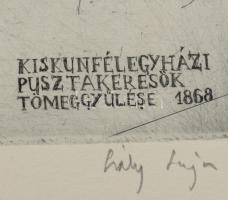 KISKUNFÉLEGYHÁZI
PUSZTAKERESŐK
TÖMEGGYŰLÉSE 1868